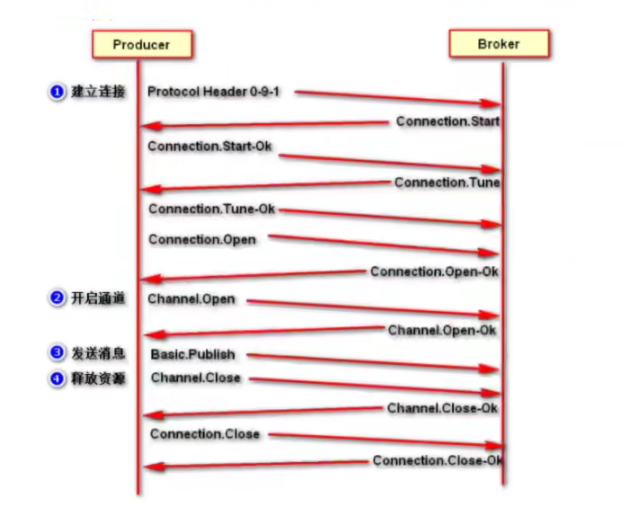 Producer
Broker
1 建立连接 Protocol Header 0-9-1
Connection.Start
Connection.Start-Ok
Connection.Tune
Connection.Tune-Ok
Connection.Open
Connection.Open-Ok
2 开启通道 Channel.Open
Channel.Open-Ok
3 发送消息 Basic.Publish
4 释放资源 Channel.Close
Channel.Close-Ok
Connection.Close
Connection.Close-Ok